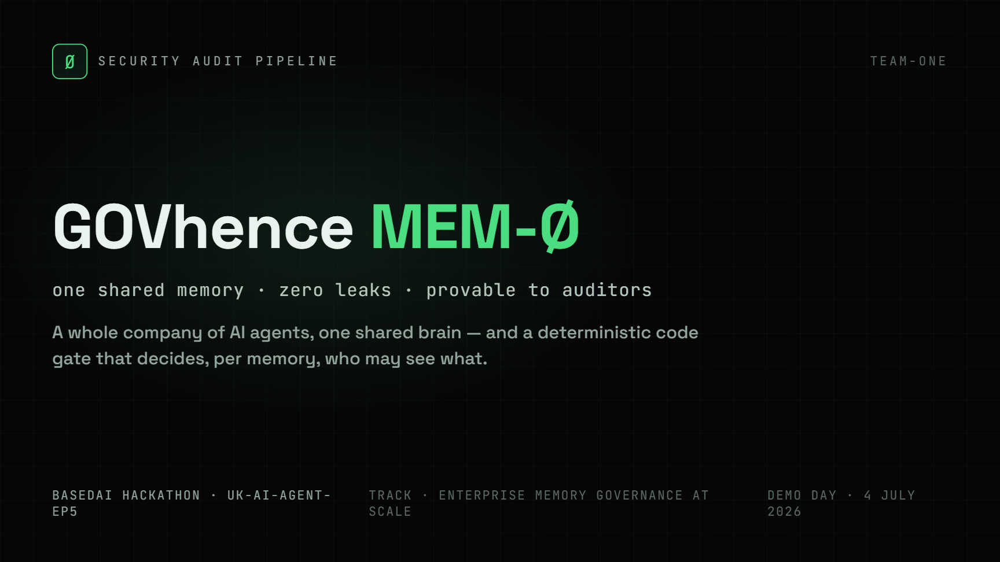 Ø SECURITY AUDIT PIPELINE
TEAM-ONE
GOVhence MEM-Ø
one shared memory · zero leaks · provable to auditors
A whole company of AI agents, one shared brain — and a deterministic code
gate that decides, per memory, who may see what.
BASEDAI HACKATHON · UK-AI-AGENT-
EP5
TRACK · ENTERPRISE MEMORY GOVERNANCE AT
SCALE
DEMO DAY · 4 JULY
2026